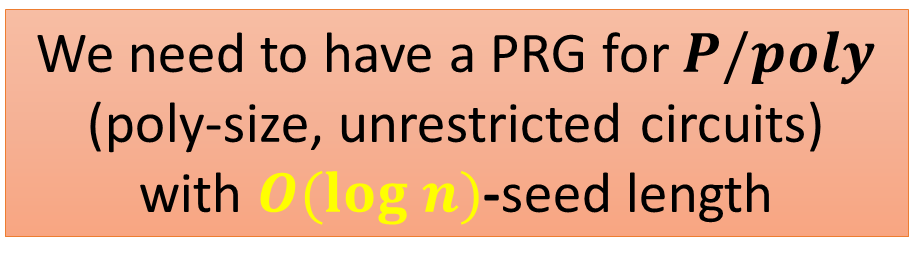 We need to have a PRG for P/poly
(poly-size, unrestricted circuits)
with O(log n)-seed length